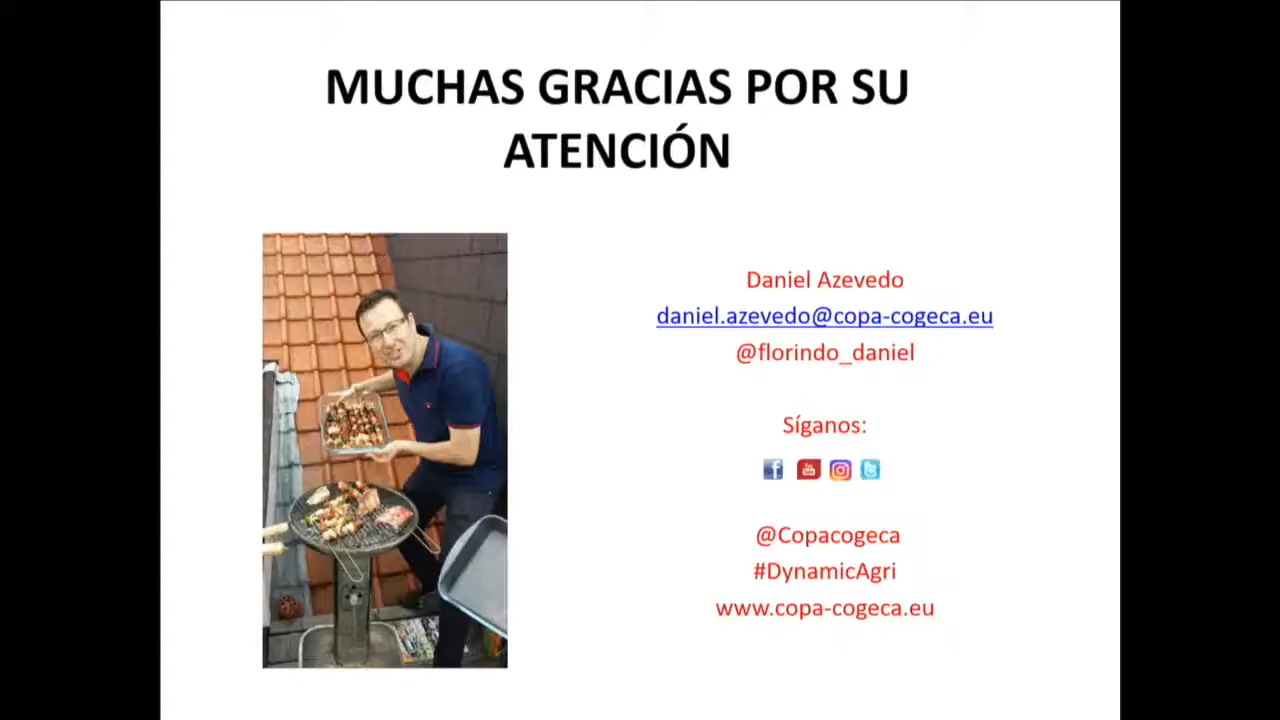 MUCHAS GRACIAS POR SU
ATENCIÓN
Daniel Azevedo
daniel.azevedo@copa-cogeca.eu
@florindo_daniel
Síganos:
@Copacogeca
#DynamicAgri
www.copa-cogeca.eu